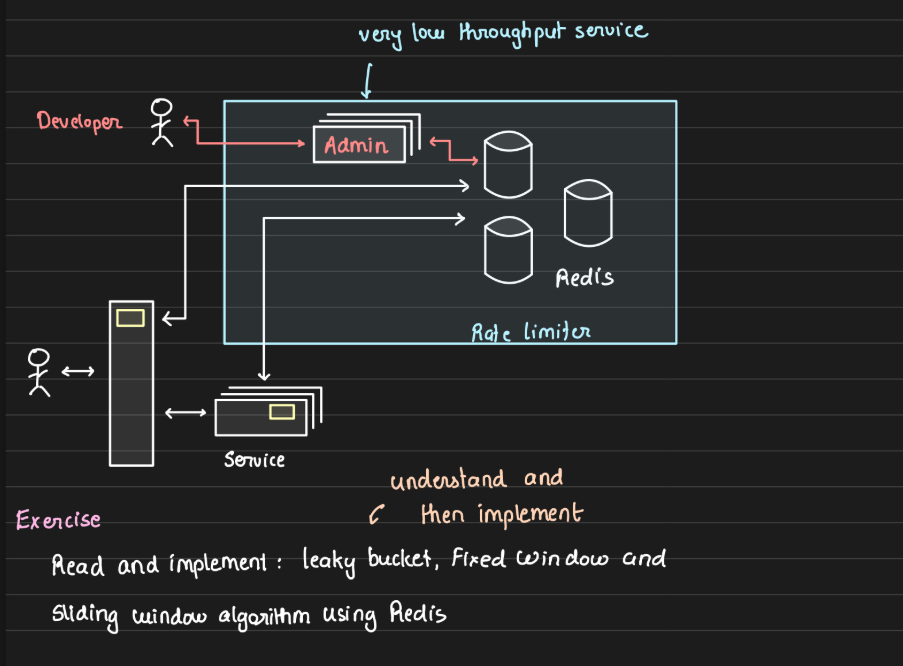 very low throughput service
Developer
Admin
Redis
Rate limiter
Service
understand and
then implement
Exercise
Read and implement : leaky bucket, Fixed window and
Sliding window algorithm using Redis